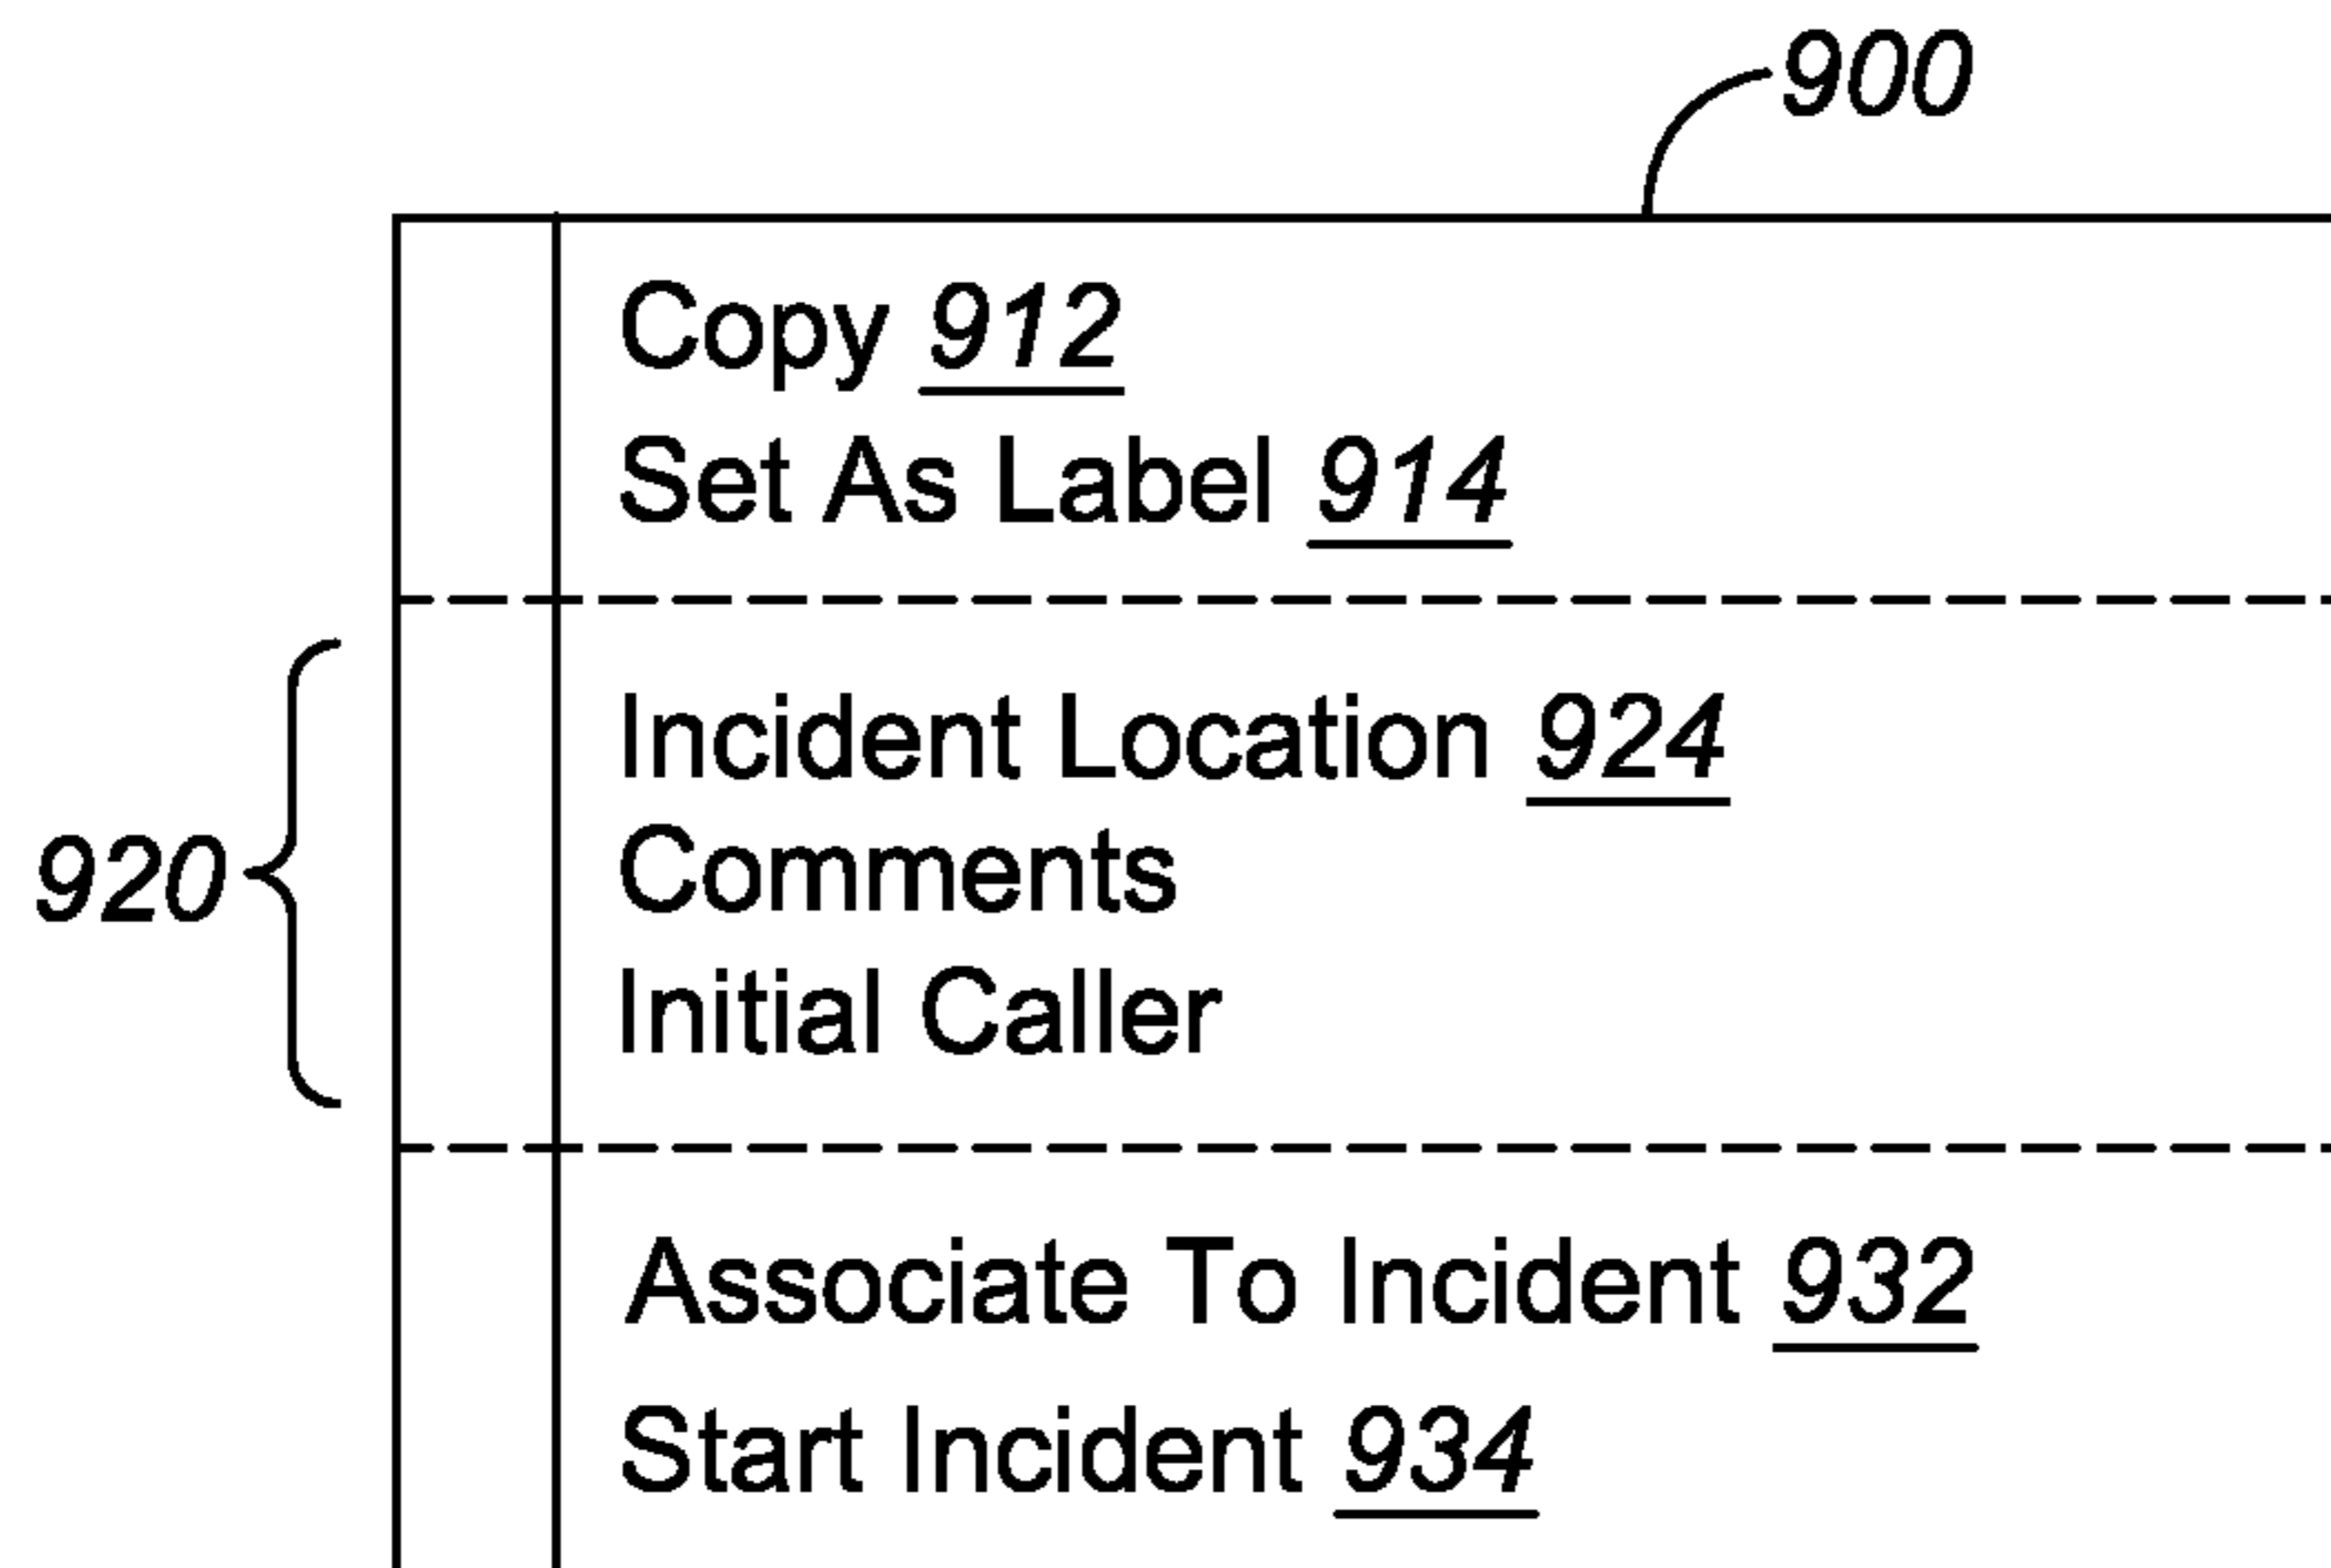 900
Copy 912
Set As Label 914
Incident Location 924
920
Comments
Initial Caller
Associate To Incident 932
Start Incident 934